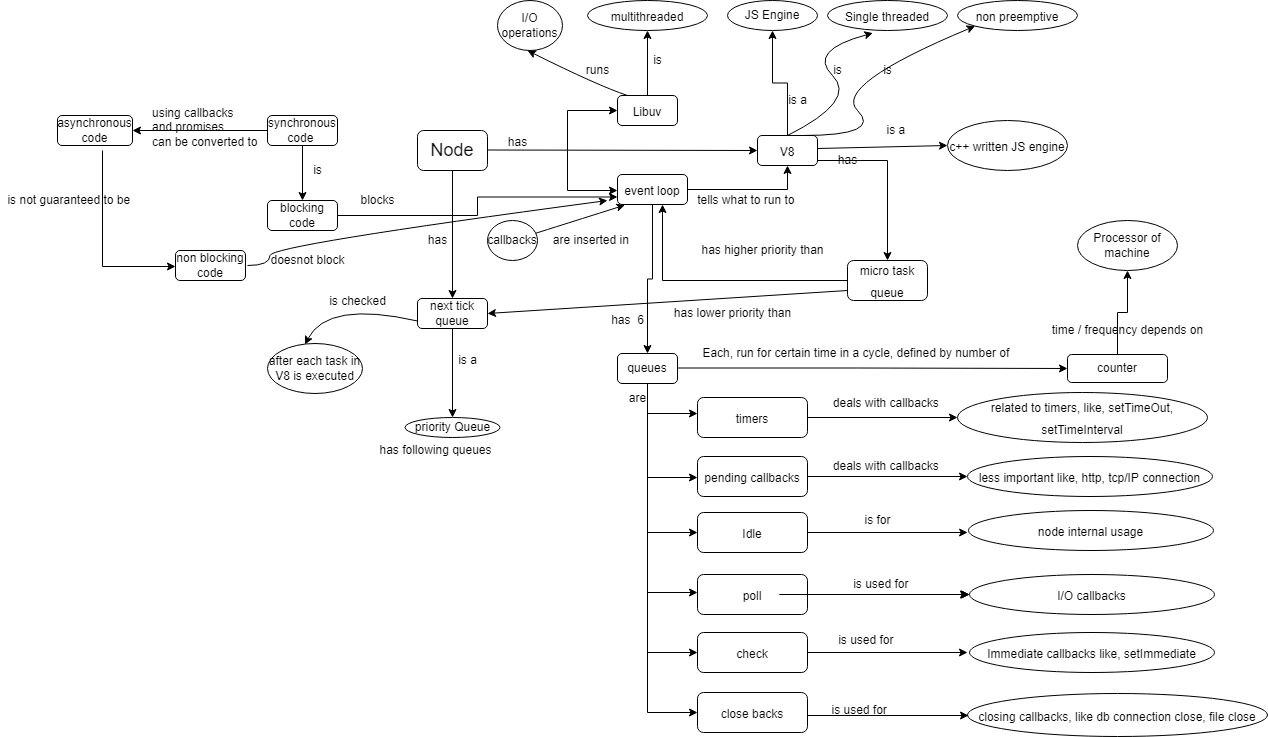 I/O
operations
multithreaded
JS Engine
Single threaded
non preemptive
runs
is
is
is
is a
Libuv
using callbacks
and promises
can be converted to
asynchronous
code
synchronous
code
is
Node
has
V8
is a
c++ written JS engine
has
is not guaranteed to be
blocking
code
blocks
event loop
tells what to run to
callbacks
are inserted in
has
non blocking
code
doesnot block
has higher priority than
micro task
queue
Processor of
machine
is checked
next tick
queue
has 6
has lower priority than
time / frequency depends on
after each task in
V8 is executed
is a
queues
Each, run for certain time in a cycle, defined by number of
counter
are
priority Queue
has following queues
timers
deals with callbacks
related to timers, like, setTimeOut,
setTimeInterval
pending callbacks
deals with callbacks
less important like, http, tcp/IP connection
Idle
is for
node internal usage
poll
is used for
I/O callbacks
check
is used for
Immediate callbacks like, setImmediate
close backs
is used for
closing callbacks, like db connection close, file close